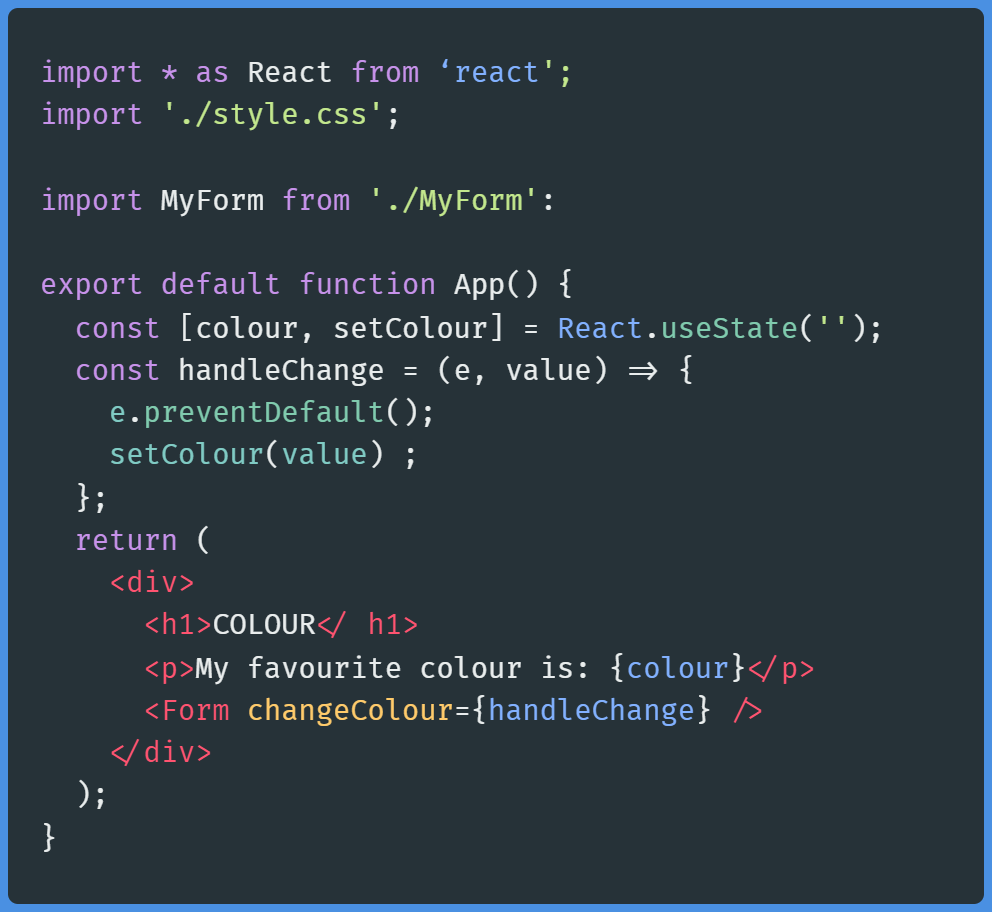 import * as React from ‘react';
import './style.css';

import MyForm from './MyForm':

export default function App() {
  const [colour, setColour] = React.useState('');
  const handleChange = (e, value) => {
    e.preventDefault();
    setColour(value) ;
  };
  return (
    <div>
      <h1>COLOUR</ h1>
      <p>My favourite colour is: {colour}</p>
      <Form changeColour={handleChange} />
    </div>
  );
}